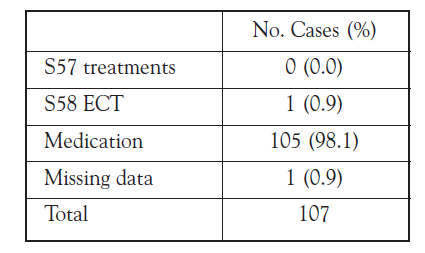 No. Cases (%)
S57 treatments 0 (0.0)
S58 ECT 1 (0.9)
Medication 105 (98.1)
Missing data 1 (0.9)
Total 107